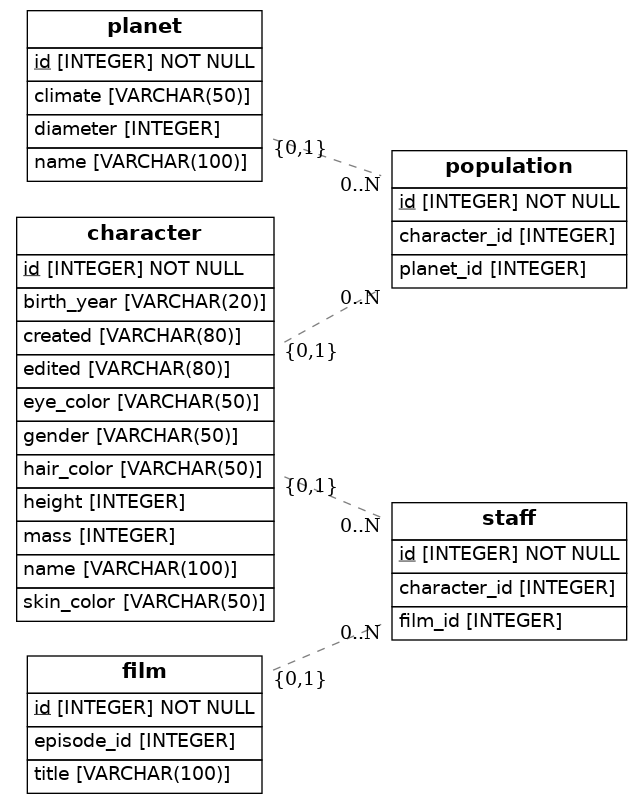 planet
id [INTEGER] NOT NULL
climate [VARCHAR(50)]
diameter [INTEGER]
name [VARCHAR(100)]
{0,1}
0..N
population
id [INTEGER] NOT NULL
character_id [INTEGER]
planet_id [INTEGER]
character
id [INTEGER] NOT NULL
birth_year [VARCHAR(20)]
created [VARCHAR(80)]
edited [VARCHAR(80)]
eye_color [VARCHAR(50)]
gender [VARCHAR(50)]
hair_color [VARCHAR(50)]
height [INTEGER]
mass [INTEGER]
name [VARCHAR(100)]
skin_color [VARCHAR(50)]
0..N
{0,1}
{0,1}
0..N
staff
id [INTEGER] NOT NULL
character_id [INTEGER]
film_id [INTEGER]
0..N
{0,1}
film
id [INTEGER] NOT NULL
episode_id [INTEGER]
title [VARCHAR(100)]